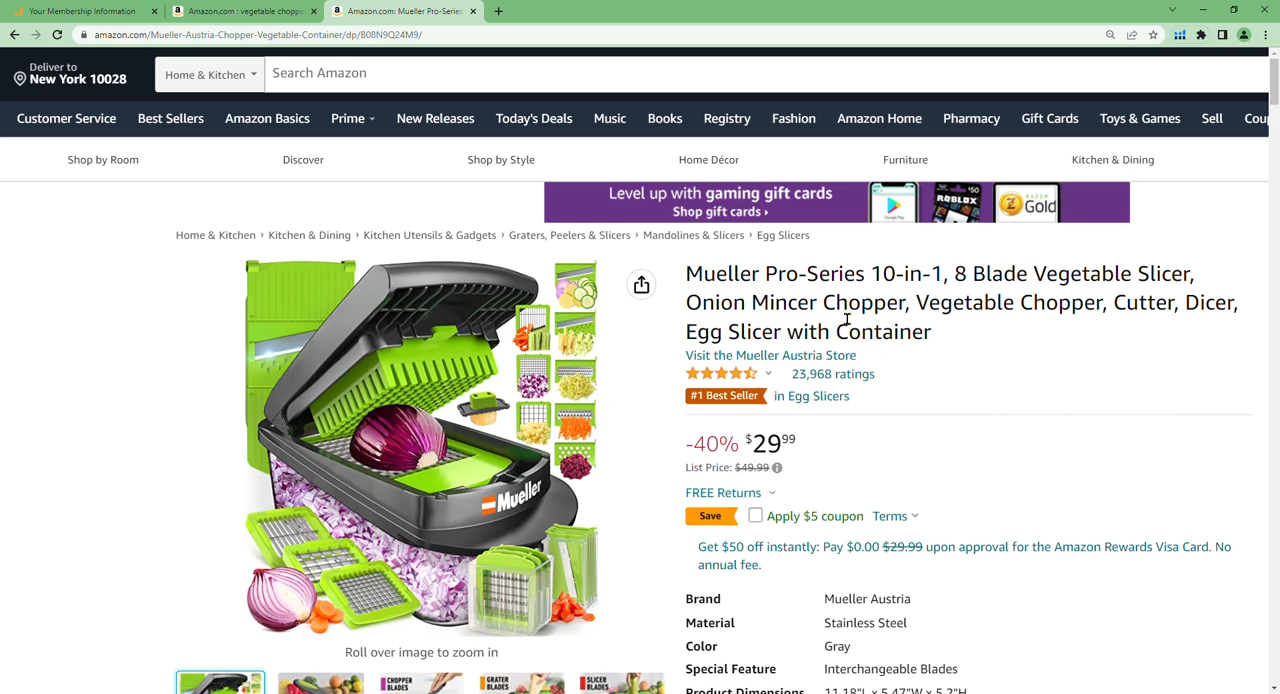 Your Membership Information
Amazon.com : vegetable choppe
Amazon.com: Mueller Pro-Series
amazon.com/Mueller-Austria-Chopper-Vegetable-Container/dp/B08N9Q24M9/
Deliver to
New York 10028
Home & Kitchen
Search Amazon
Customer Service Best Sellers Amazon Basics Prime New Releases Today's Deals Music Books Registry Fashion Amazon Home Pharmacy Gift Cards Toys & Games Sell Coup
Shop by Room Discover Shop by Style Home Décor Furniture Kitchen & Dining
Level up with gaming gift cards
Shop gift cards ›
$50
ROBLOX
Gold
Home & Kitchen › Kitchen & Dining › Kitchen Utensils & Gadgets › Graters, Peelers & Slicers › Mandolines & Slicers › Egg Slicers
Mueller
Roll over image to zoom in
CHOPPER
BLADES
GRATER
BLADES
SLICER
BLADES
Mueller Pro-Series 10-in-1, 8 Blade Vegetable Slicer,
Onion Mincer Chopper, Vegetable Chopper, Cutter, Dicer,
Egg Slicer with Container
Visit the Mueller Austria Store
23,968 ratings
#1 Best Seller in Egg Slicers
-40% $29 99
List Price: $49.99
FREE Returns
Save Apply $5 coupon Terms
Get $50 off instantly: Pay $0.00 $29.99 upon approval for the Amazon Rewards Visa Card. No
annual fee.
Brand Mueller Austria
Material Stainless Steel
Color Gray
Special Feature Interchangeable Blades
Product Dimensions 11.18"L x 5.47"W x 5.2"H